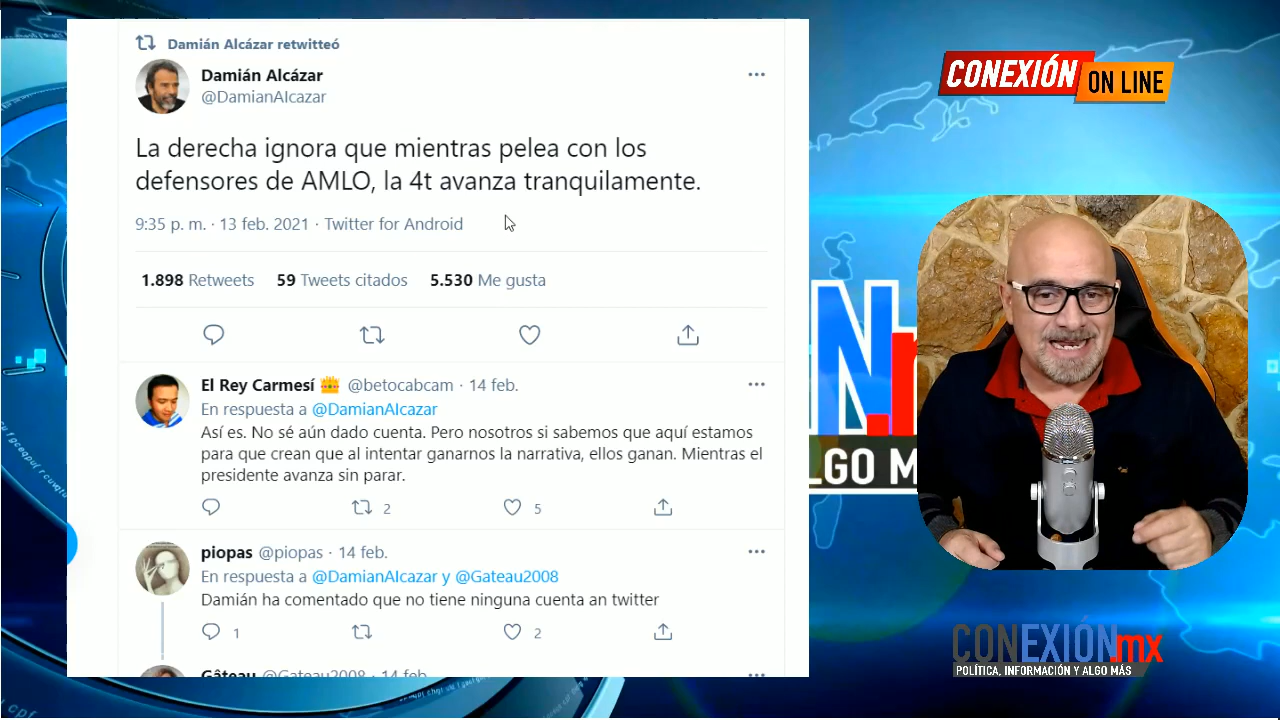 Damián Alcázar retwitteó
Damián Alcázar
@DamianAlcazar
La derecha ignora que mientras pelea con los
defensores de AMLO, la 4t avanza tranquilamente.
9:35 p. m. · 13 feb. 2021 · Twitter for Android
1.898 Retweets 59 Tweets citados 5.530 Me gusta
El Rey Carmesí @betocabcam · 14 feb.
En respuesta a @DamianAlcazar
Así es. No sé aún dado cuenta. Pero nosotros si sabemos que aquí estamos
para que crean que al intentar ganarnos la narrativa, ellos ganan. Mientras el
presidente avanza sin parar.
2 5
piopas @piopas · 14 feb.
En respuesta a @DamianAlcazar y @Gateau2008
Damián ha comentado que no tiene ninguna cuenta an twitter
1 2
Gâteau @Gateau2008 · 14 feb.
CONEXIÓN
ON LINE
N.
LGO M
CONEXIÓN.mx
POLÍTICA, INFORMACIÓN Y ALGO MÁS